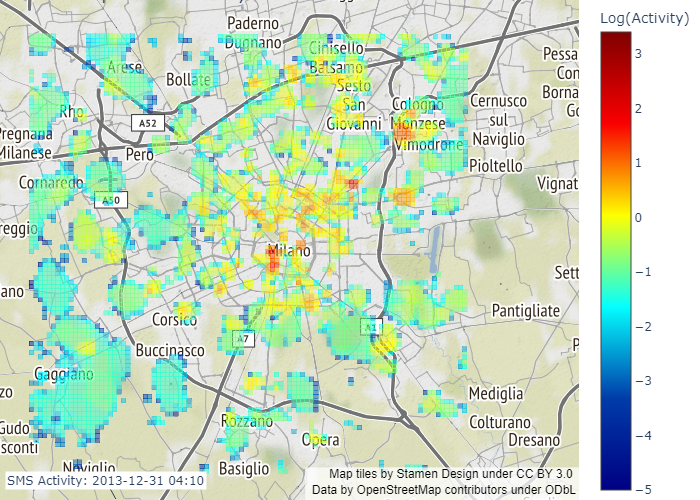 Log(Activity)
Paderno
Dugnano
Cinisello
Balsamo
Sesto
San
Giovanni
Arese
Bollate
Rho
A52
Pregnana
Milanese
Pero
Cologno
Monzese
Vimodrone
Cernusco
sul
Naviglio
Pioltello
Cornaredo
A50
Vignat
reggio
Milano
Sett
ano
Corsico
Pantigliate
A7
A1
Buccinasco
Gaggiano
Mediglia
Colturano
Dresano
Rozzano
Opera
Basiglio
Noviglio
zo
Gudo
sconti
Pessa
Con
Borna
Go
P
3
2
1
0
−1
−2
−3
−4
−5
SMS Activity: 2013-12-31 04:10
Map tiles by Stamen Design under CC BY 3.0
Data by OpenStreetMap contributors under ODbL